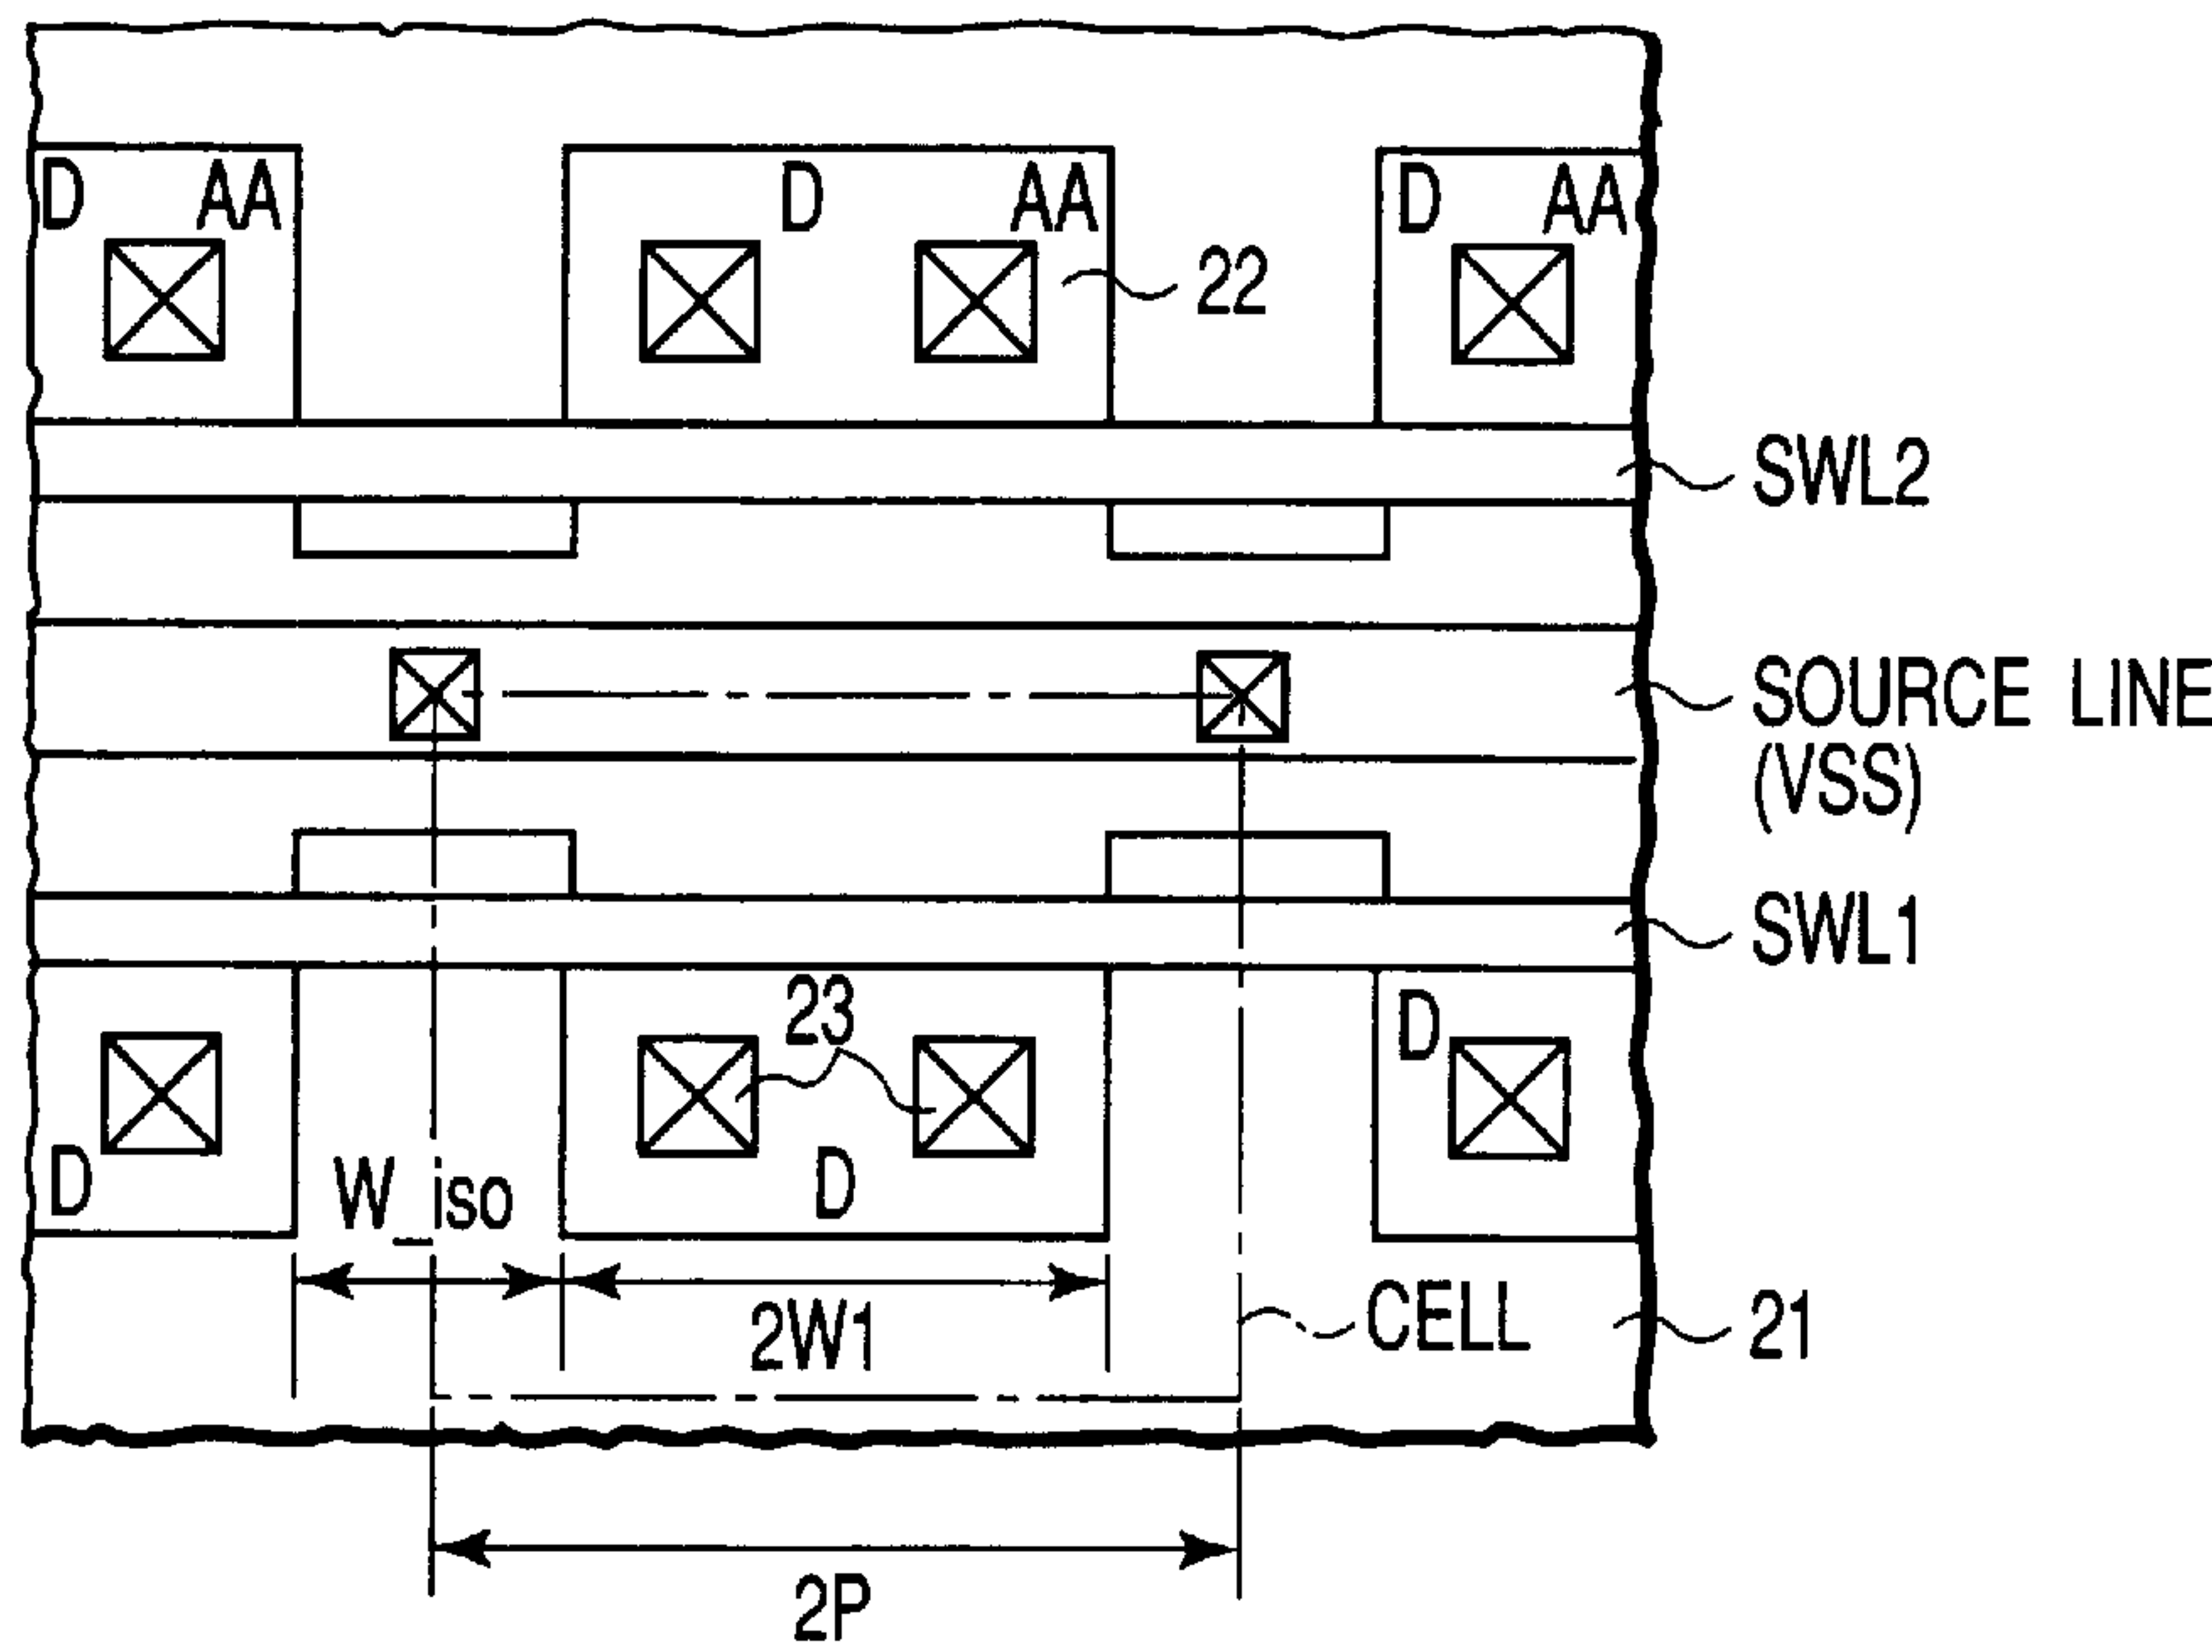 D AA
D AA
D AA
22
SWL2
SOURCE LINE
(VSS)
SWL1
23
D
D
W_iso
D
2W1
CELL
21
2P